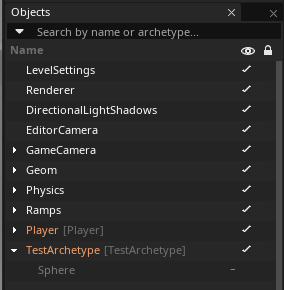 Objects
Search by name or archetype...
Name
LevelSettings
Renderer
DirectionalLightShadows
EditorCamera
GameCamera
Geom
Physics
Ramps
Player [Player]
TestArchetype [TestArchetype]
Sphere